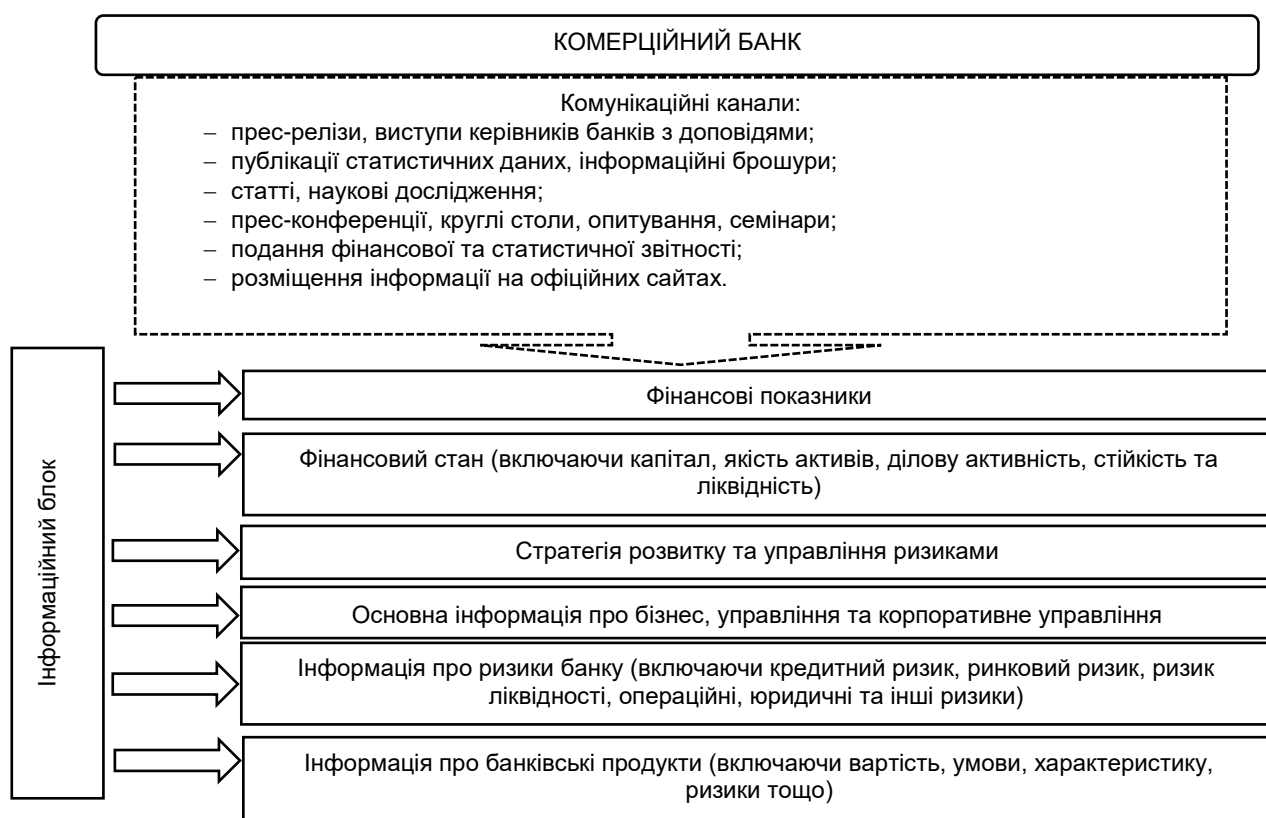 КОМЕРЦІЙНИЙ БАНК
Комунікаційні канали:
– прес-релізи, виступи керівників банків з доповідями;
– публікації статистичних даних, інформаційні брошури;
– статті, наукові дослідження;
– прес-конференції, круглі столи, опитування, семінари;
– подання фінансової та статистичної звітності;
– розміщення інформації на офіційних сайтах.
Інформаційний блок
Фінансові показники
Фінансовий стан (включаючи капітал, якість активів, ділову активність, стійкість та
ліквідність)
Стратегія розвитку та управління ризиками
Основна інформація про бізнес, управління та корпоративне управління
Інформація про ризики банку (включаючи кредитний ризик, ринковий ризик, ризик
ліквідності, операційні, юридичні та інші ризики)
Інформація про банківські продукти (включаючи вартість, умови, характеристику,
ризики тощо)